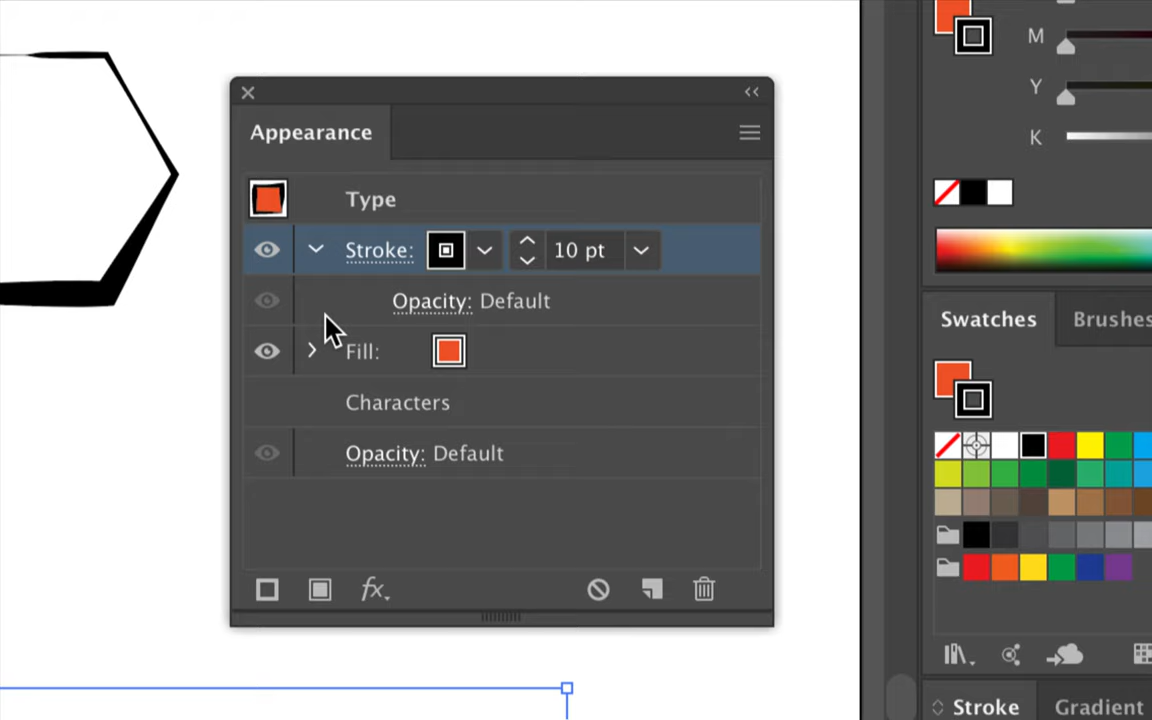 Appearance
Type
Stroke: 10 pt
Opacity: Default
Fill:
Characters
Opacity: Default
fx
M
Y
K
Swatches Brushes
Stroke Gradient